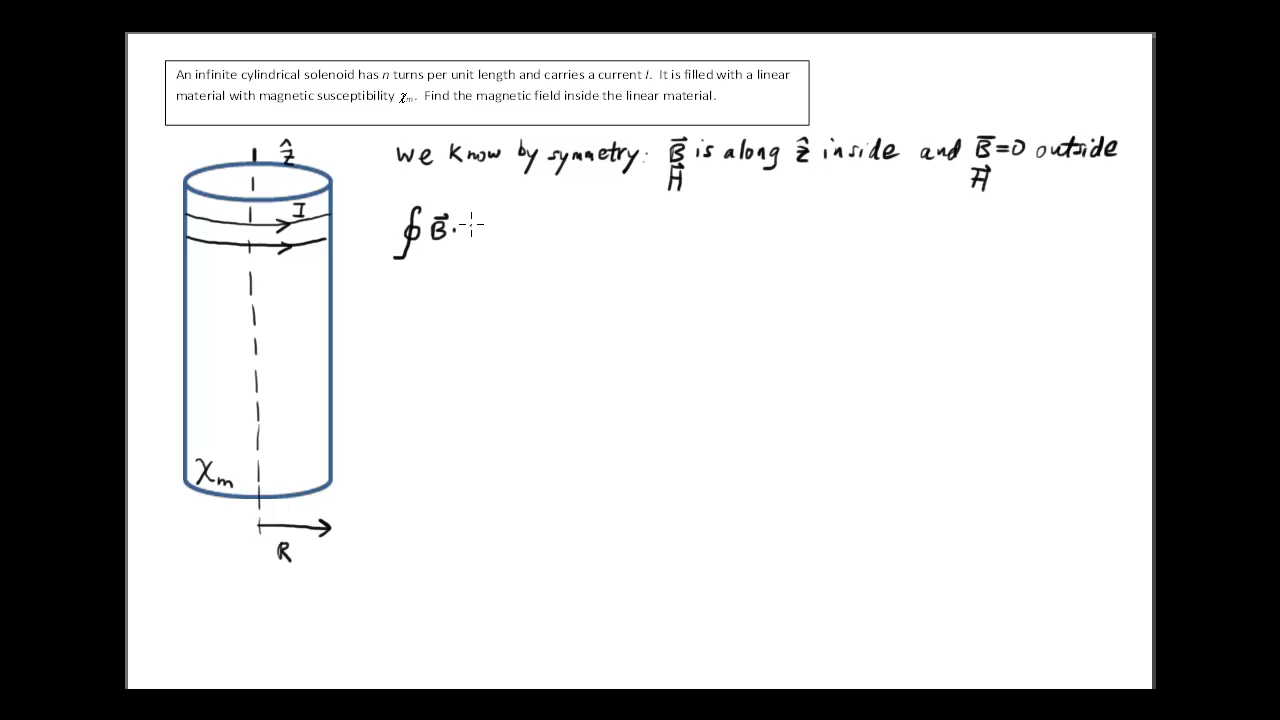 An infinite cylindrical solenoid has n turns per unit length and carries a current I. It is filled with a linear
material with magnetic susceptibility χₘ. Find the magnetic field inside the linear material.
ẑ
we know by symmetry: B⃗ is along ẑ inside and B̅=0 outside
H⃗ H⃗
I
∮ B⃗ ·
χₘ
R